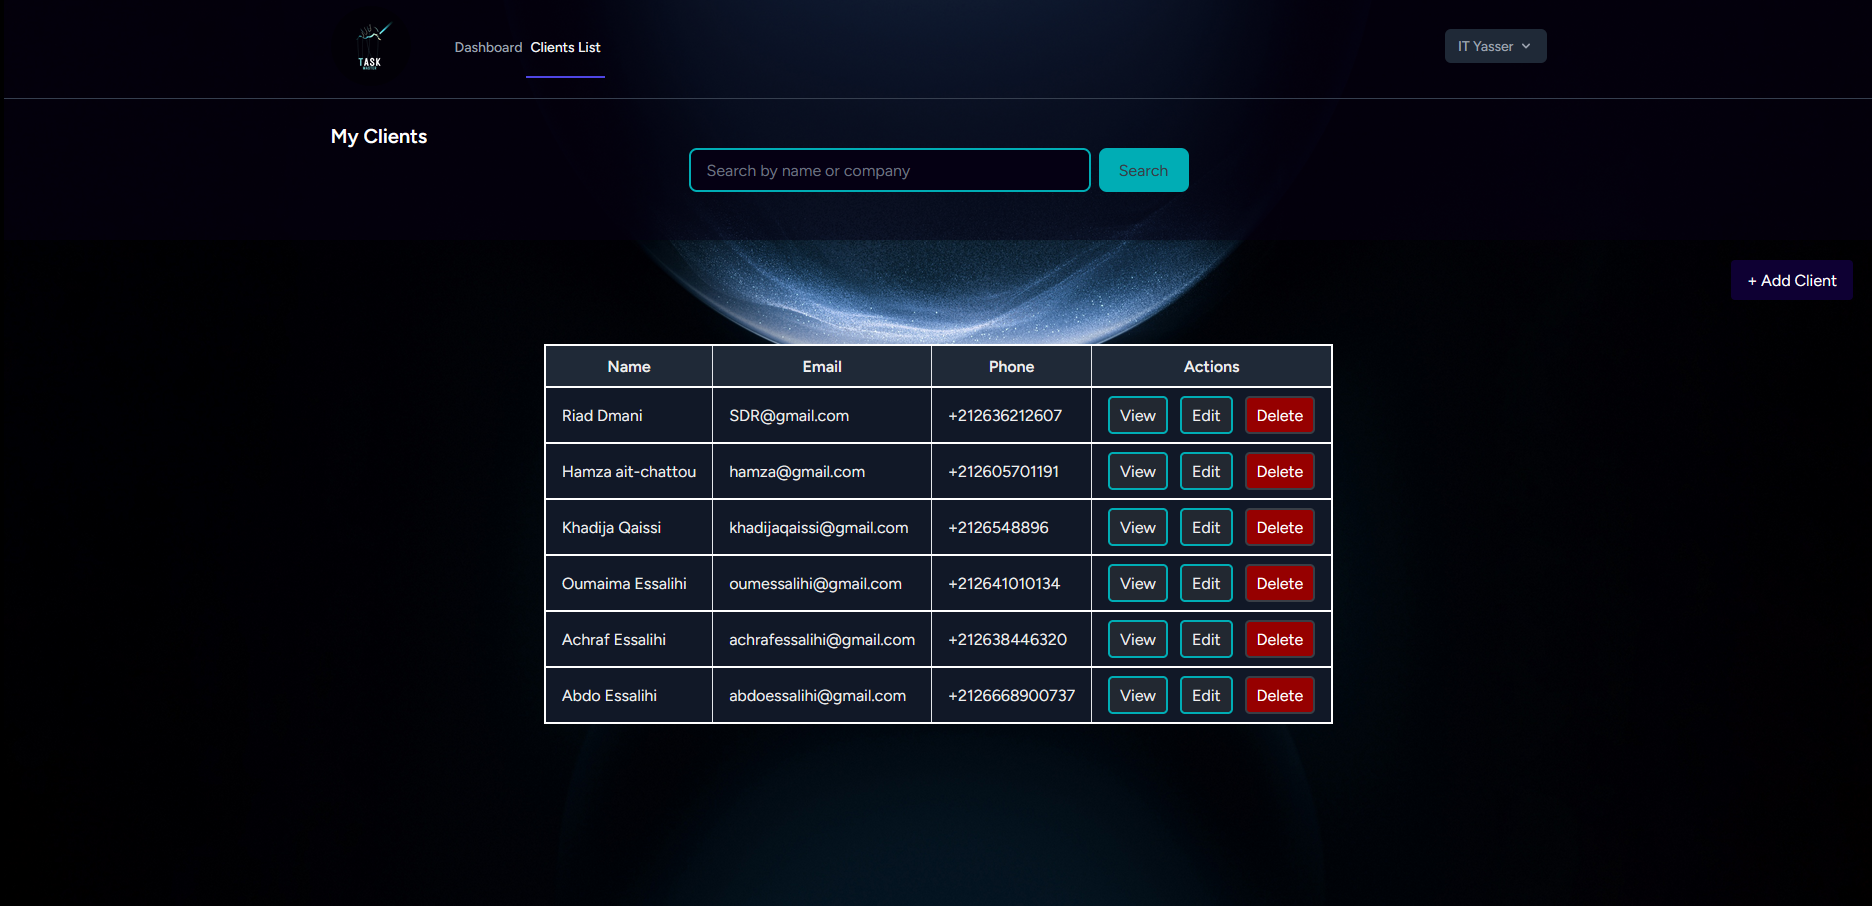 TASK
Dashboard Clients List
IT Yasser
My Clients
Search by name or company
Search
+ Add Client
Name Email Phone Actions
Riad Dmani SDR@gmail.com +212636212607 View Edit Delete
Hamza ait-chattou hamza@gmail.com +212605701191 View Edit Delete
Khadija Qaissi khadijaqaissi@gmail.com +2126548896 View Edit Delete
Oumaima Essalihi oumessalihi@gmail.com +212641010134 View Edit Delete
Achraf Essalihi achrafessalihi@gmail.com +212638446320 View Edit Delete
Abdo Essalihi abdoessalihi@gmail.com +2126668900737 View Edit Delete